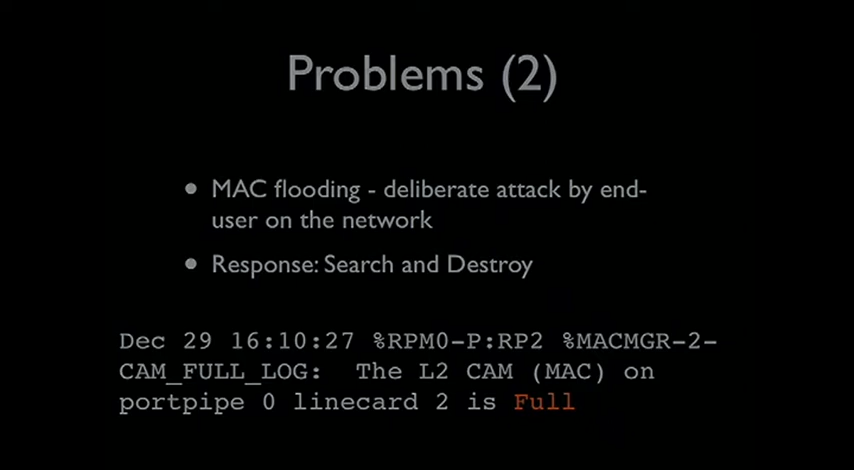 Problems (2)
MAC flooding - deliberate attack by end-
user on the network
Response: Search and Destroy
Dec 29 16:10:27 %RPM0-P:RP2 %MACMGR-2-
CAM_FULL_LOG:  The L2 CAM (MAC) on
portpipe 0 linecard 2 is Full